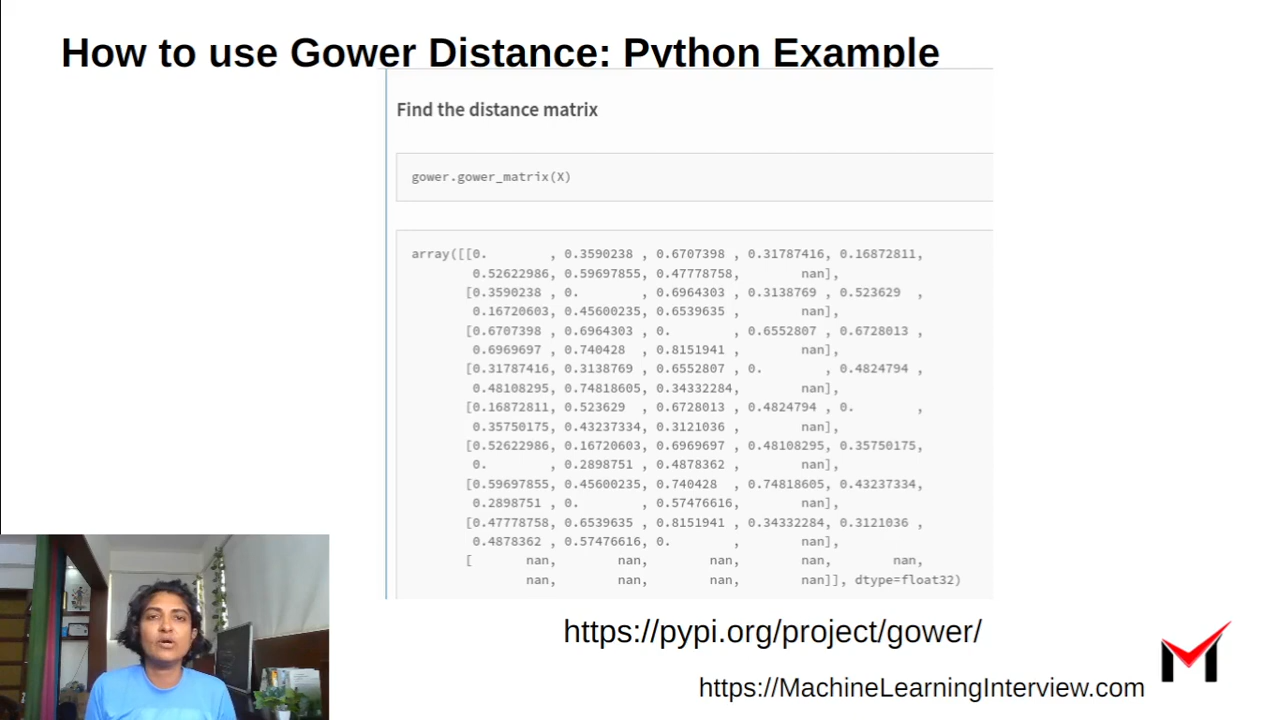 How to use Gower Distance: Python Example
Find the distance matrix
gower.gower_matrix(X)
array([[0.        , 0.3590238 , 0.6707398 , 0.31787416, 0.16872811,
        0.52622986, 0.59697855, 0.47778758,        nan],
       [0.3590238 , 0.        , 0.6964303 , 0.3138769 , 0.523629  ,
        0.16720603, 0.45600235, 0.6539635 ,        nan],
       [0.6707398 , 0.6964303 , 0.        , 0.6552807 , 0.6728013 ,
        0.6969697 , 0.740428  , 0.8151941 ,        nan],
       [0.31787416, 0.3138769 , 0.6552807 , 0.        , 0.4824794 ,
        0.48108295, 0.74818605, 0.34332284,        nan],
       [0.16872811, 0.523629  , 0.6728013 , 0.4824794 , 0.        ,
        0.35750175, 0.43237334, 0.3121036 ,        nan],
       [0.52622986, 0.16720603, 0.6969697 , 0.48108295, 0.35750175,
        0.        , 0.2898751 , 0.4878362 ,        nan],
       [0.59697855, 0.45600235, 0.740428  , 0.74818605, 0.43237334,
        0.2898751 , 0.        , 0.57476616,        nan],
       [0.47778758, 0.6539635 , 0.8151941 , 0.34332284, 0.3121036 ,
        0.4878362 , 0.57476616, 0.        ,        nan],
       [       nan,        nan,        nan,        nan,        nan,
               nan,        nan,        nan,        nan]], dtype=float32)
https://pypi.org/project/gower/
https://MachineLearningInterview.com